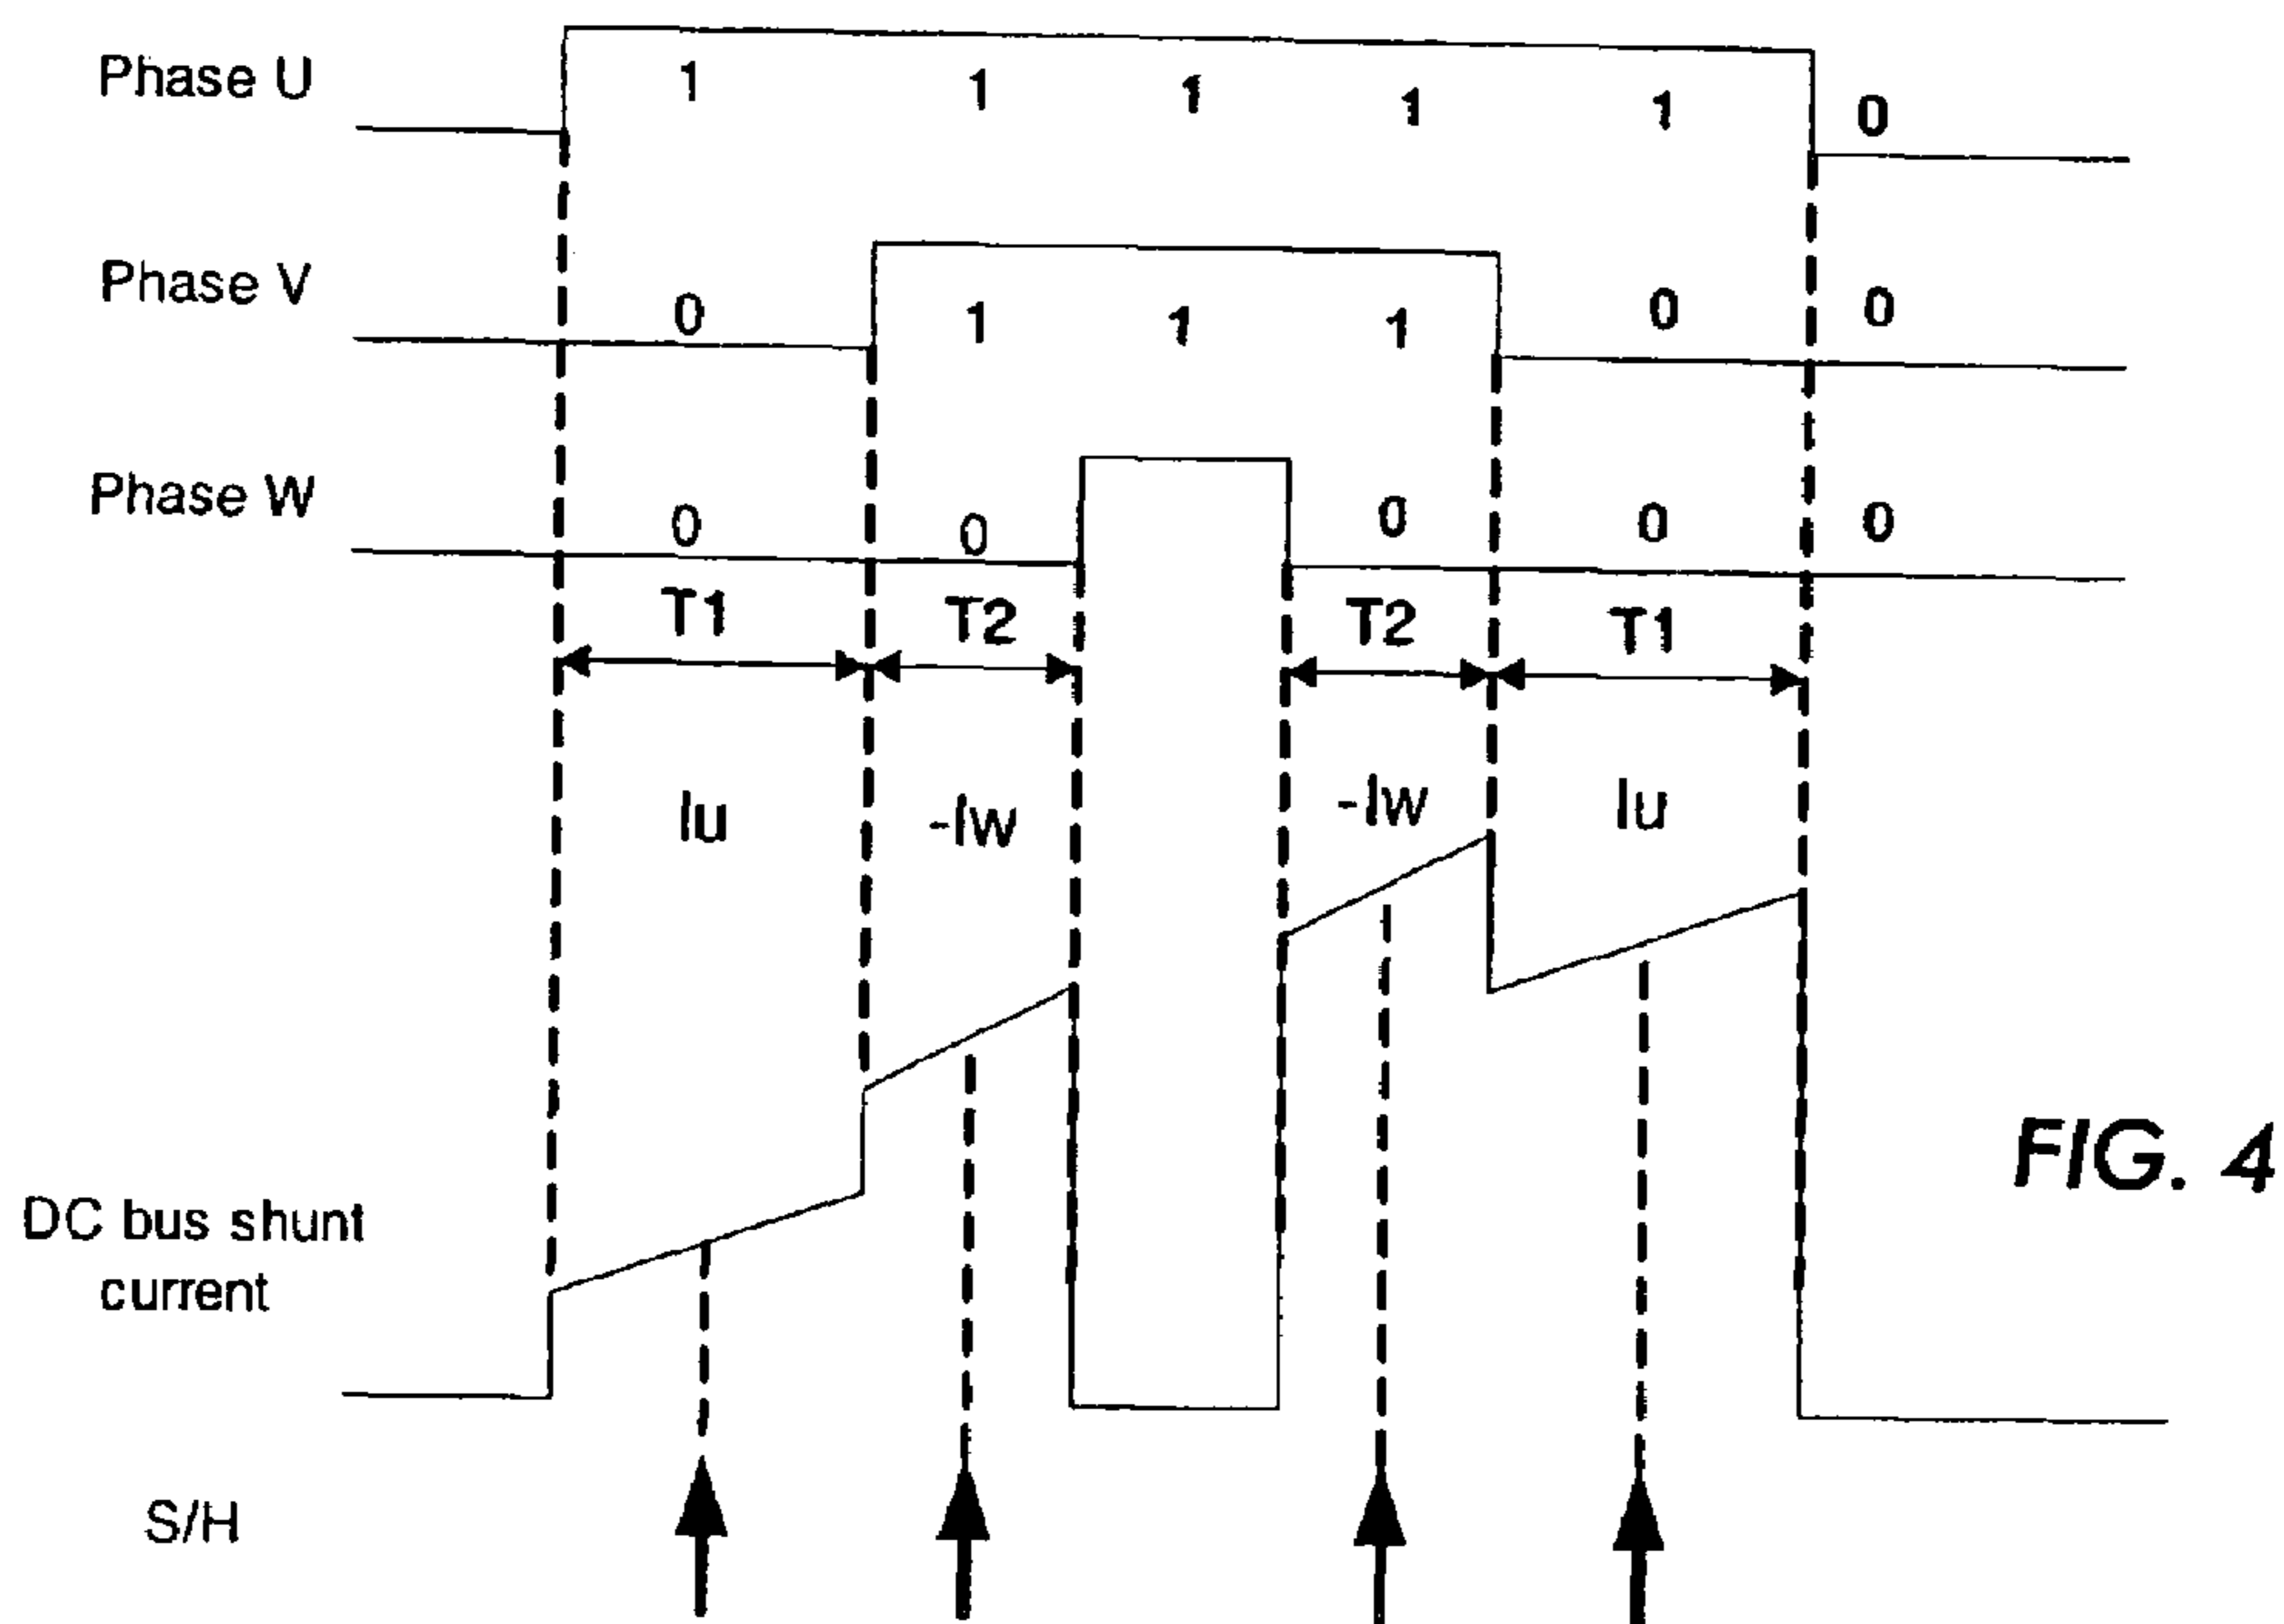 Phase U 1 1 1 1 1 0
Phase V 0 1 1 1 0 0
Phase W 0 0 0 0 0
T1 T2 T2 T1
Iu -Iw -Iw Iu
DC bus shunt
current
FIG. 4
S/H